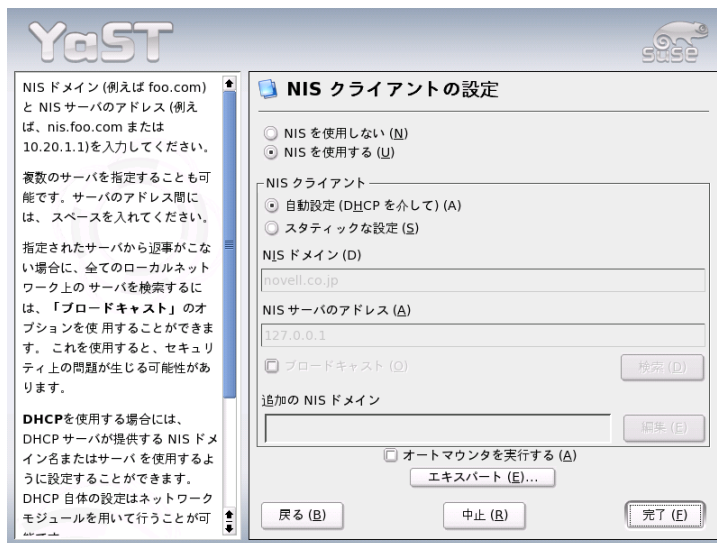 YaST
SUSE
NIS ドメイン (例えば foo.com)
と NIS サーバのアドレス (例え
ば、nis.foo.com または
10.20.1.1)を入力してください。
複数のサーバを指定することも可
能です。サーバのアドレス間に
は、 スペースを入れてください。
指定されたサーバから返事がこな
い場合に、全てのローカルネット
ワーク上の サーバを検索するに
は、「ブロードキャスト」のオ
プションを使 用することができま
す。 これを使用すると、セキュリ
ティ上の問題が生じる可能性があ
ります。
DHCPを使用する場合には、
DHCP サーバが提供する NIS ドメ
イン名またはサーバ を使用するよ
うに設定することができます。
DHCP 自体の設定はネットワーク
モジュールを用いて行うことが可
能です
NIS クライアントの設定
NIS を使用しない (N)
NIS を使用する (U)
NIS クライアント
自動設定 (DHCP を介して) (A)
スタティックな設定 (S)
NIS ドメイン (D)
novell.co.jp
NIS サーバのアドレス (A)
127.0.0.1
ブロードキャスト (O)
検索 (D)
追加の NIS ドメイン
編集 (E)
オートマウンタを実行する (A)
エキスパート (E)...
戻る (B)
中止 (R)
完了 (F)